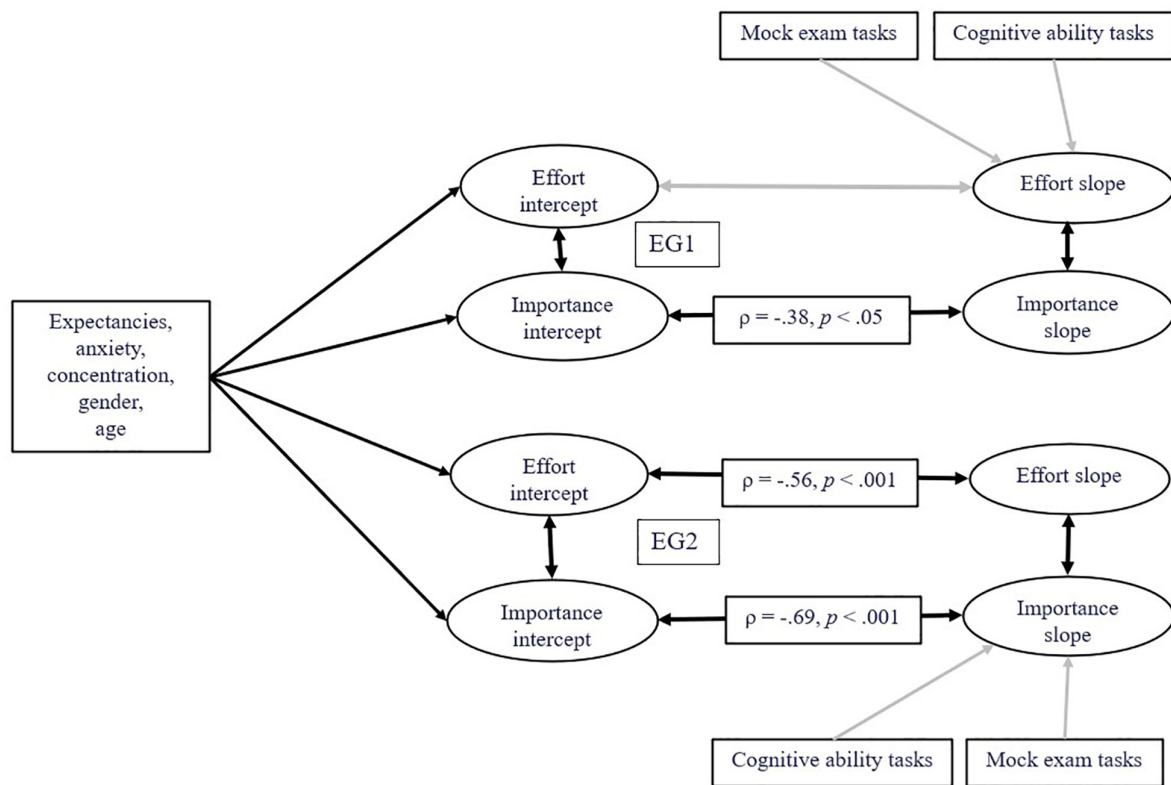 Mock exam tasks
Cognitive ability tasks
Effort
intercept
Effort slope
EG1
Importance
intercept
ρ = -.38, p < .05
Importance
slope
Expectancies,
anxiety,
concentration,
gender,
age
Effort
intercept
ρ = -.56, p < .001
Effort slope
EG2
Importance
intercept
ρ = -.69, p < .001
Importance
slope
Cognitive ability tasks
Mock exam tasks